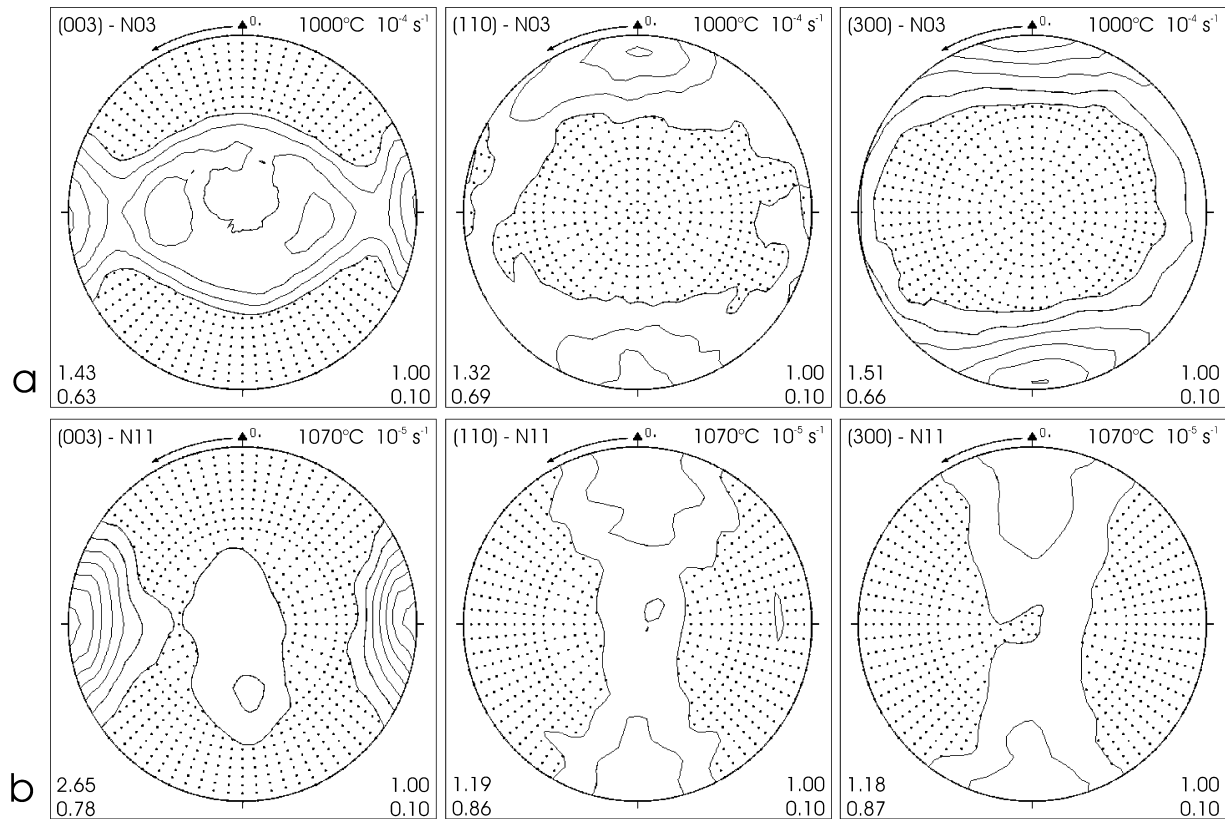 (003) - N03 0. 1000°C 10⁻⁴ s⁻¹
1.43 1.00
0.63 0.10
(110) - N03 0. 1000°C 10⁻⁴ s⁻¹
1.32 1.00
0.69 0.10
(300) - N03 0. 1000°C 10⁻⁴ s⁻¹
1.51 1.00
0.66 0.10
a
(003) - N11 0. 1070°C 10⁻⁵ s⁻¹
2.65 1.00
0.78 0.10
(110) - N11 0. 1070°C 10⁻⁵ s⁻¹
1.19 1.00
0.86 0.10
(300) - N11 0. 1070°C 10⁻⁵ s⁻¹
1.18 1.00
0.87 0.10
b